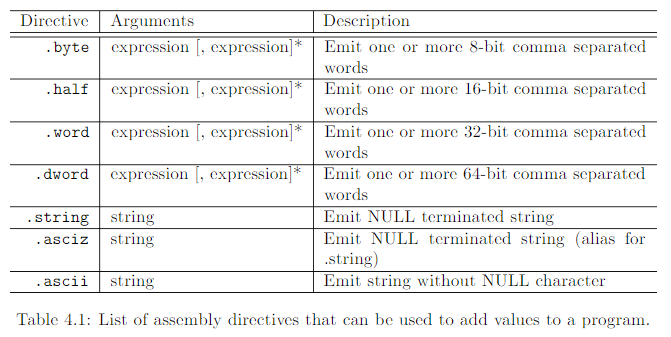 Directive Arguments Description
.byte expression [, expression]* Emit one or more 8-bit comma separated
words
.half expression [, expression]* Emit one or more 16-bit comma separated
words
.word expression [, expression]* Emit one or more 32-bit comma separated
words
.dword expression [, expression]* Emit one or more 64-bit comma separated
words
.string string Emit NULL terminated string
.asciz string Emit NULL terminated string (alias for
.string)
.ascii string Emit string without NULL character
Table 4.1: List of assembly directives that can be used to add values to a program.